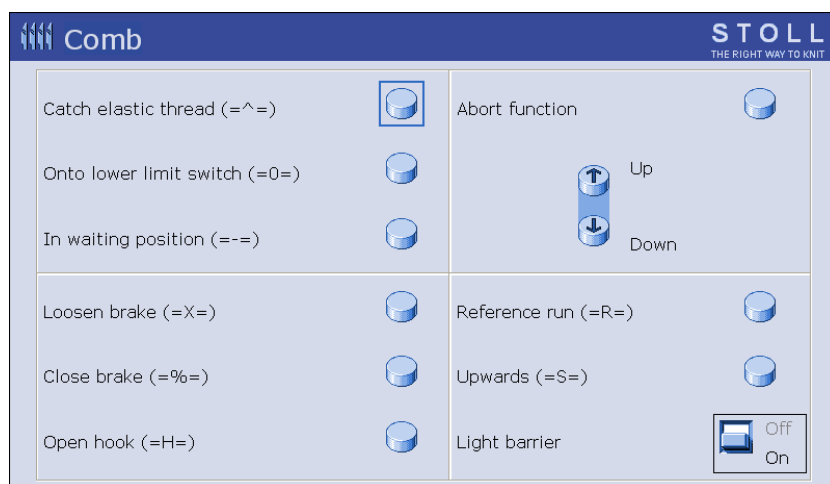 Comb
STOLL
THE RIGHT WAY TO KNIT
Catch elastic thread (=^=)
Onto lower limit switch (=0=)
In waiting position (=-=)
Abort function
Up
Down
Loosen brake (=X=)
Close brake (=%=)
Open hook (=H=)
Reference run (=R=)
Upwards (=S=)
Light barrier
Off
On